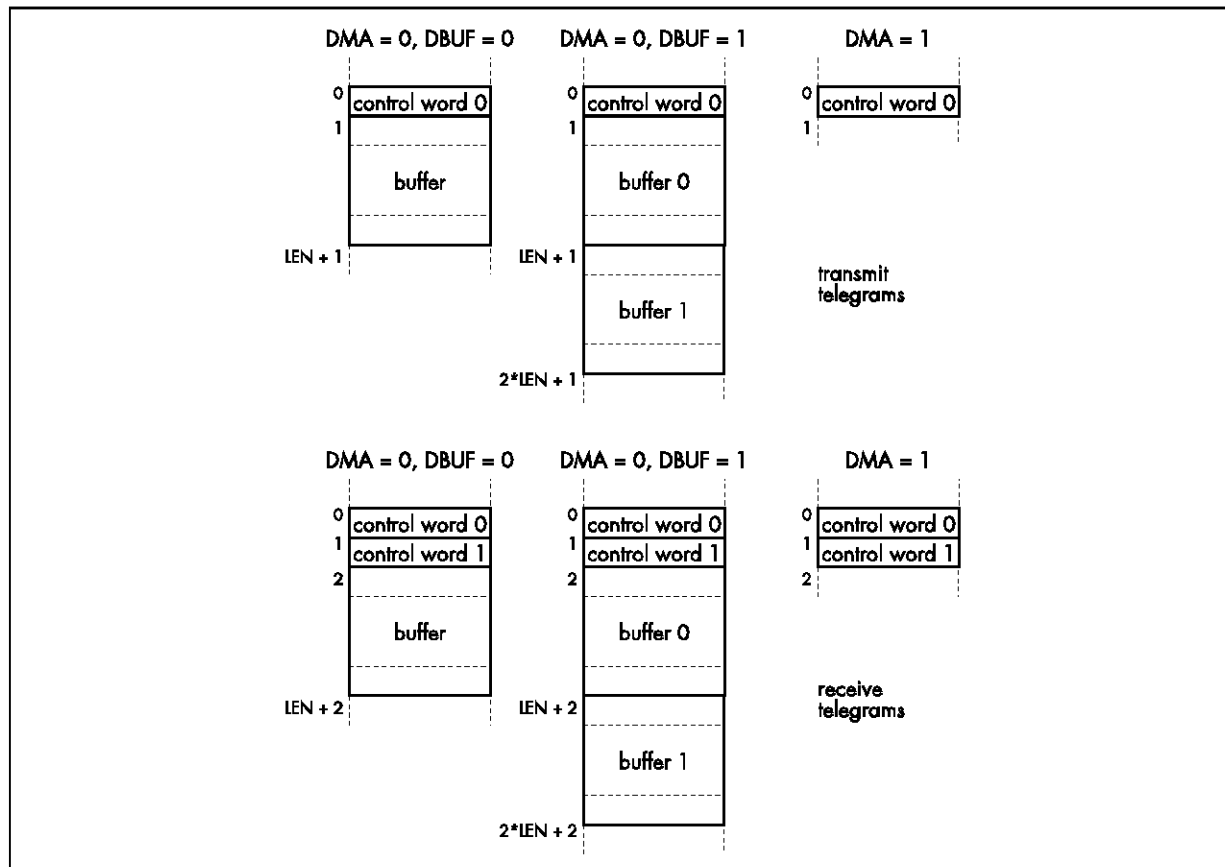 DMA = 0, DBUF = 0
DMA = 0, DBUF = 1
DMA = 1
0
control word 0
0
control word 0
0
control word 0
1
1
1
buffer
buffer 0
LEN + 1
LEN + 1
transmit
telegrams
buffer 1
2*LEN + 1
DMA = 0, DBUF = 0
DMA = 0, DBUF = 1
DMA = 1
0
control word 0
0
control word 0
0
control word 0
1
control word 1
1
control word 1
1
control word 1
2
2
2
buffer
buffer 0
LEN + 2
LEN + 2
receive
telegrams
buffer 1
2*LEN + 2